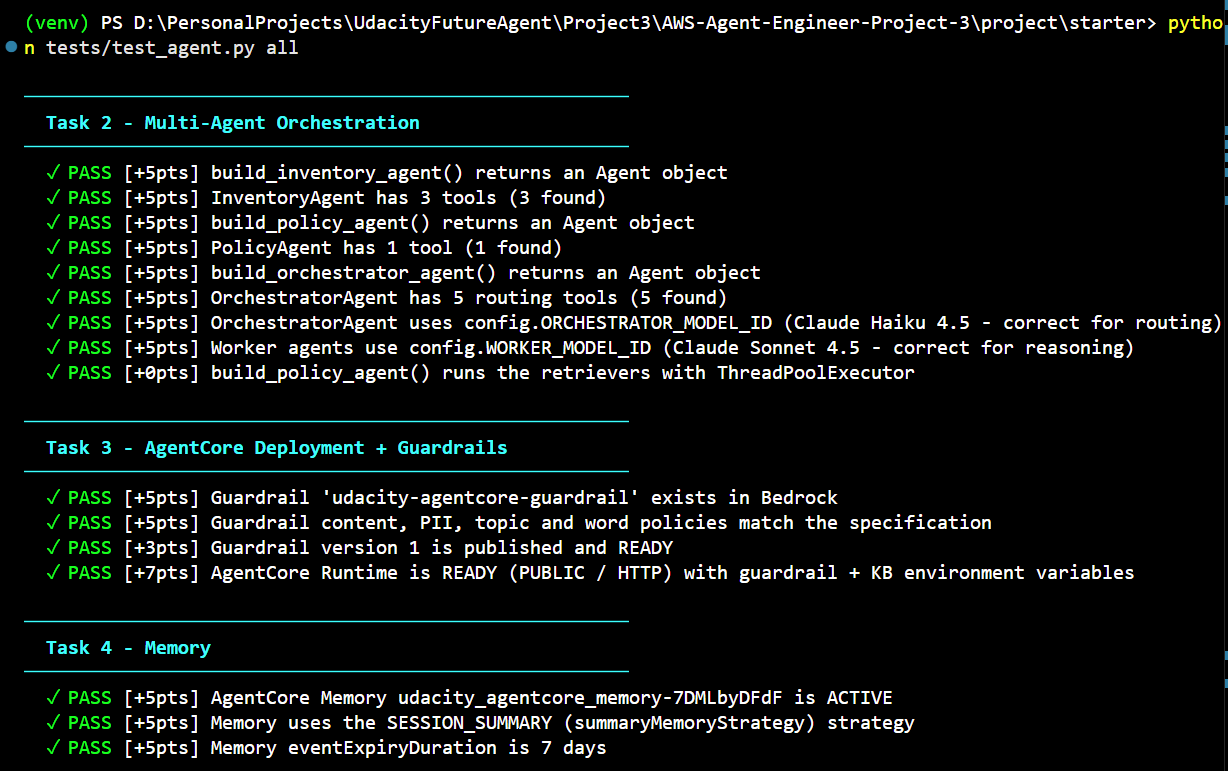 (venv) PS D:\PersonalProjects\UdacityFutureAgent\Project3\AWS-Agent-Engineer-Project-3\project\starter> pytho
n tests/test_agent.py all
Task 2 - Multi-Agent Orchestration
✓ PASS [+5pts] build_inventory_agent() returns an Agent object
✓ PASS [+5pts] InventoryAgent has 3 tools (3 found)
✓ PASS [+5pts] build_policy_agent() returns an Agent object
✓ PASS [+5pts] PolicyAgent has 1 tool (1 found)
✓ PASS [+5pts] build_orchestrator_agent() returns an Agent object
✓ PASS [+5pts] OrchestratorAgent has 5 routing tools (5 found)
✓ PASS [+5pts] OrchestratorAgent uses config.ORCHESTRATOR_MODEL_ID (Claude Haiku 4.5 - correct for routing)
✓ PASS [+5pts] Worker agents use config.WORKER_MODEL_ID (Claude Sonnet 4.5 - correct for reasoning)
✓ PASS [+0pts] build_policy_agent() runs the retrievers with ThreadPoolExecutor
Task 3 - AgentCore Deployment + Guardrails
✓ PASS [+5pts] Guardrail 'udacity-agentcore-guardrail' exists in Bedrock
✓ PASS [+5pts] Guardrail content, PII, topic and word policies match the specification
✓ PASS [+3pts] Guardrail version 1 is published and READY
✓ PASS [+7pts] AgentCore Runtime is READY (PUBLIC / HTTP) with guardrail + KB environment variables
Task 4 - Memory
✓ PASS [+5pts] AgentCore Memory udacity_agentcore_memory-7DMLbyDFdF is ACTIVE
✓ PASS [+5pts] Memory uses the SESSION_SUMMARY (summaryMemoryStrategy) strategy
✓ PASS [+5pts] Memory eventExpiryDuration is 7 days